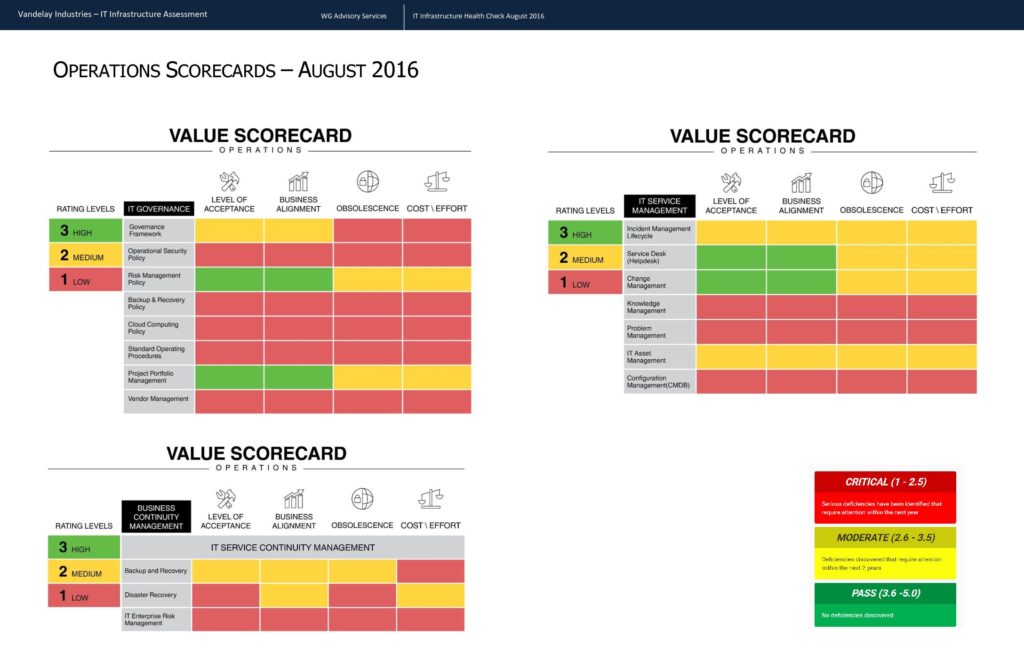 Vandelay Industries – IT Infrastructure Assessment
WG Advisory Services
IT Infrastructure Health Check August 2016
OPERATIONS SCORECARDS – AUGUST 2016
VALUE SCORECARD
OPERATIONS
RATING LEVELS
IT GOVERNANCE
LEVEL OF
ACCEPTANCE
BUSINESS
ALIGNMENT
OBSOLESCENCE
COST \ EFFORT
3 HIGH
2 MEDIUM
1 LOW
Governance
Framework
Operational Security
Policy
Risk Management
Policy
Backup & Recovery
Policy
Cloud Computing
Policy
Standard Operating
Procedures
Project Portfolio
Management
Vendor Management
VALUE SCORECARD
OPERATIONS
RATING LEVELS
IT SERVICE
MANAGEMENT
LEVEL OF
ACCEPTANCE
BUSINESS
ALIGNMENT
OBSOLESCENCE
COST \ EFFORT
3 HIGH
2 MEDIUM
1 LOW
Incident Management
Lifecycle
Service Desk
(Helpdesk)
Change
Management
Knowledge
Management
Problem
Management
IT Asset
Management
Configuration
Management(CMDB)
VALUE SCORECARD
OPERATIONS
RATING LEVELS
BUSINESS
CONTINUITY
MANAGEMENT
LEVEL OF
ACCEPTANCE
BUSINESS
ALIGNMENT
OBSOLESCENCE
COST \ EFFORT
3 HIGH
2 MEDIUM
1 LOW
IT SERVICE CONTINUITY MANAGEMENT
Backup and Recovery
Disaster Recovery
IT Enterprise Risk
Management
CRITICAL (1 - 2.5)
Serious deficiencies have been identified that
require attention within the next year
MODERATE (2.6 - 3.5)
Deficiencies discovered that require attention
within the next 2 years
PASS (3.6 -5.0)
No deficiencies discovered.